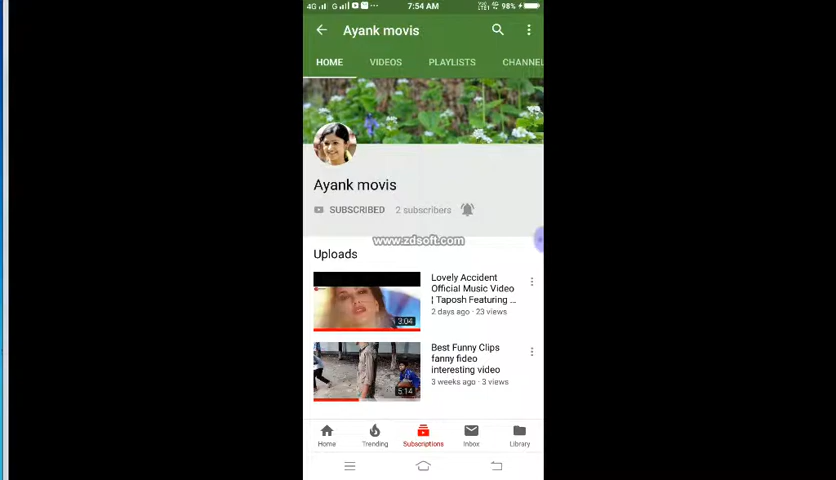 4G G 7:54 AM 98%
Ayank movis
HOME VIDEOS PLAYLISTS CHANNEL
Ayank movis
SUBSCRIBED 2 subscribers
www.zdsoft.com
Uploads
Lovely Accident
Official Music Video
¦ Taposh Featuring ...
2 days ago · 23 views
3:04
Best Funny Clips
fanny fideo
interesting video
3 weeks ago · 3 views
5:14
Home Trending Subscriptions Inbox Library